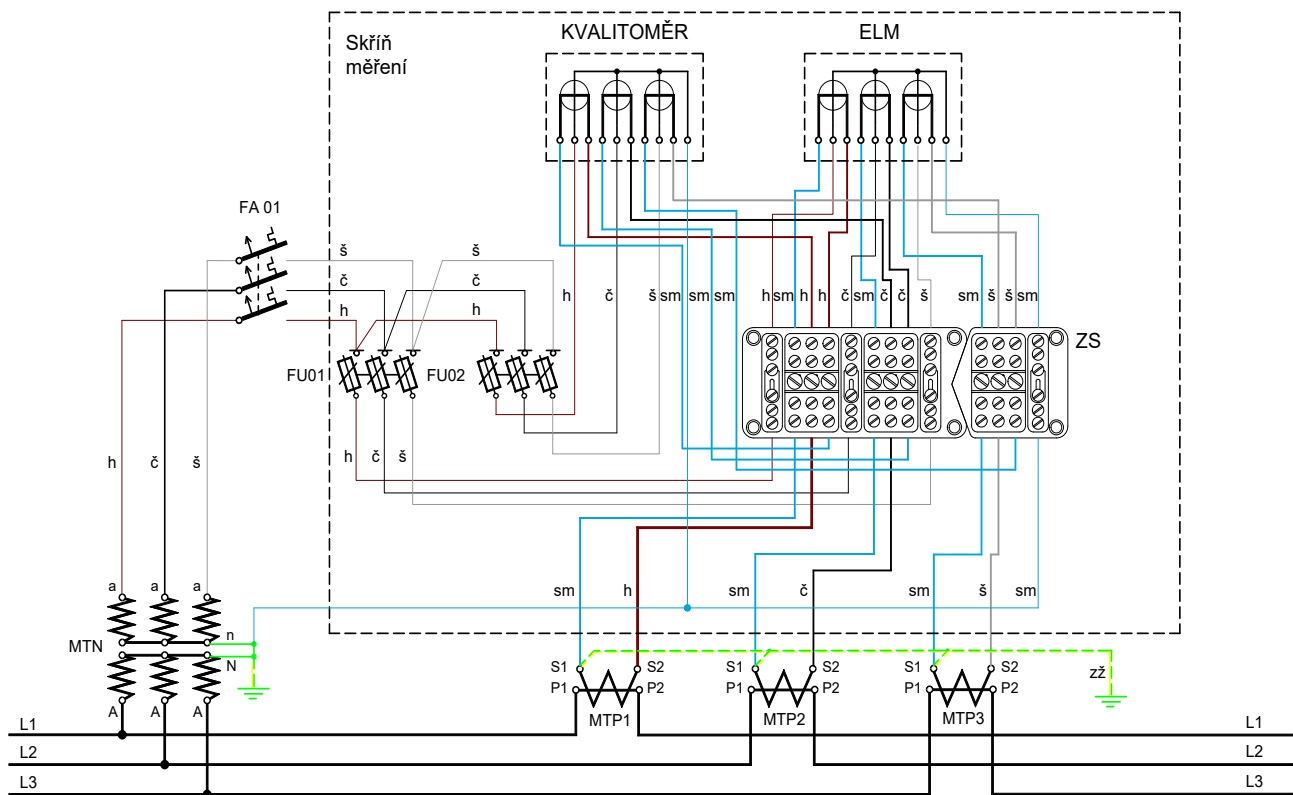 KVALITOMĚR ELM
Skříň
měření
FA 01
š š
č č
h h
h č š sm sm sm
h sm h h č sm č č š
sm š š sm
ZS
FU01 FU02
h č š
h č š
sm h sm č sm š sm
a a a
MTN n
N
A A A
S1 S2 S1 S2 S1 S2
zž
P1 P2 P1 P2 P1 P2
MTP1 MTP2 MTP3
L1 L1
L2 L2
L3 L3